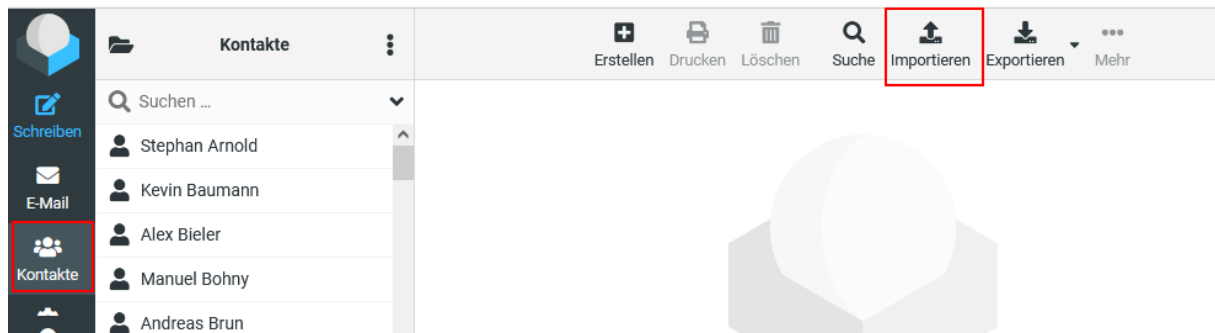 Kontakte
Erstellen Drucken Löschen Suche Importieren Exportieren Mehr
Suchen ...
Schreiben
Stephan Arnold
E-Mail
Kevin Baumann
Alex Bieler
Kontakte
Manuel Bohny
Andreas Brun